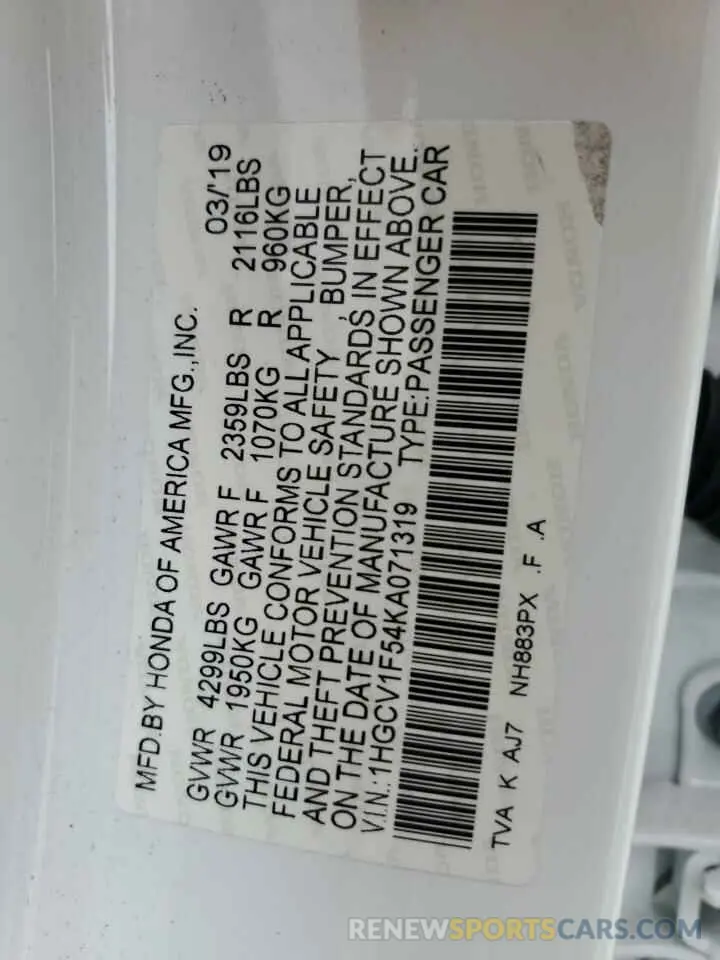 MFD.BY HONDA OF AMERICA MFG.,INC. 03/'19
GVWR 4299LBS GAWR F 2359LBS R 2116LBS
GVWR 1950KG GAWR F 1070KG R 960KG
THIS VEHICLE CONFORMS TO ALL APPLICABLE
FEDERAL MOTOR VEHICLE SAFETY , BUMPER,
AND THEFT PREVENTION STANDARDS IN EFFECT
ON THE DATE OF MANUFACTURE SHOWN ABOVE.
V.I.N.:1HGCV1F54KA071319 TYPE:PASSENGER CAR
TVA K AJ7 NH883PX .F .A
RENEWSPORTSCARS.COM